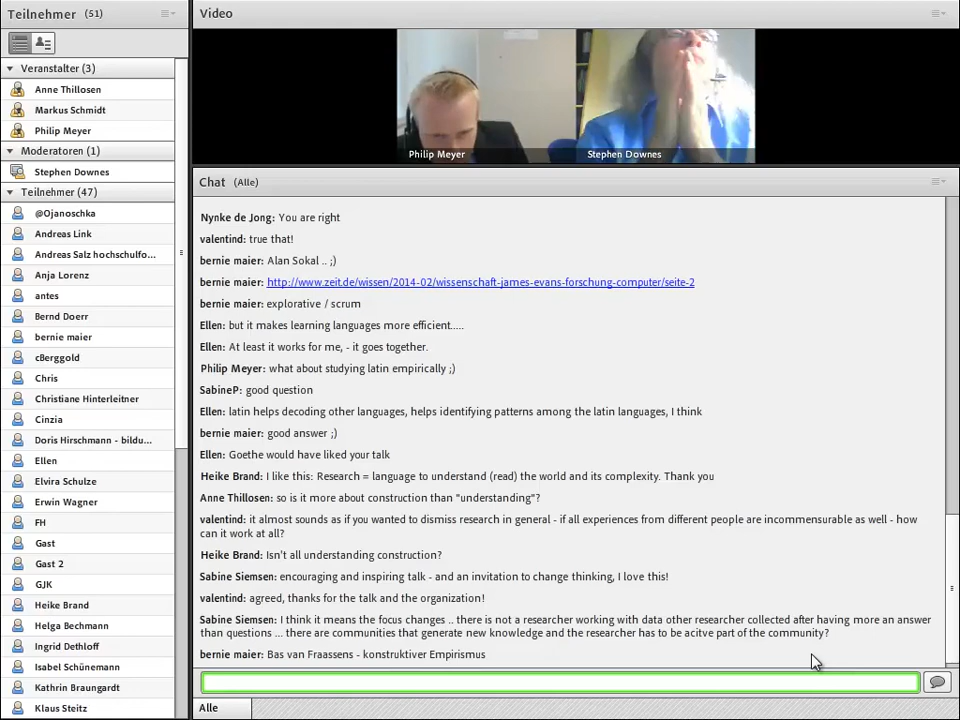 Teilnehmer (51)
Veranstalter (3)
Anne Thillosen
Markus Schmidt
Philip Meyer
Moderatoren (1)
Stephen Downes
Teilnehmer (47)
@Ojanoschka
Andreas Link
Andreas Salz hochschulfo...
Anja Lorenz
antes
Bernd Doerr
bernie maier
cBerggold
Chris
Christiane Hinterleitner
Cinzia
Doris Hirschmann - bildu...
Ellen
Elvira Schulze
Erwin Wagner
FH
Gast
Gast 2
GJK
Heike Brand
Helga Bechmann
Ingrid Dethloff
Isabel Schünemann
Kathrin Braungardt
Klaus Steitz
Video
Philip Meyer
Stephen Downes
Chat (Alle)
Nynke de Jong: You are right
valentind: true that!
bernie maier: Alan Sokal .. ;)
bernie maier: http://www.zeit.de/wissen/2014-02/wissenschaft-james-evans-forschung-computer/seite-2
bernie maier: explorative / scrum
Ellen: but it makes learning languages more efficient.....
Ellen: At least it works for me, - it goes together.
Philip Meyer: what about studying latin empirically ;)
SabineP: good question
Ellen: latin helps decoding other languages, helps identifying patterns among the latin languages, I think
bernie maier: good answer ;)
Ellen: Goethe would have liked your talk
Heike Brand: I like this: Research = language to understand (read) the world and its complexity. Thank you
Anne Thillosen: so is it more about construction than "understanding"?
valentind: it almost sounds as if you wanted to dismiss research in general - if all experiences from different people are incommensurable as well - how
can it work at all?
Heike Brand: Isn't all understanding construction?
Sabine Siemsen: encouraging and inspiring talk - and an invitation to change thinking, I love this!
valentind: agreed, thanks for the talk and the organization!
Sabine Siemsen: I think it means the focus changes .. there is not a researcher working with data other researcher collected after having more an answer
than questions ... there are communities that generate new knowledge and the researcher has to be acitve part of the community?
bernie maier: Bas van Fraassens - konstruktiver Empirismus
Alle